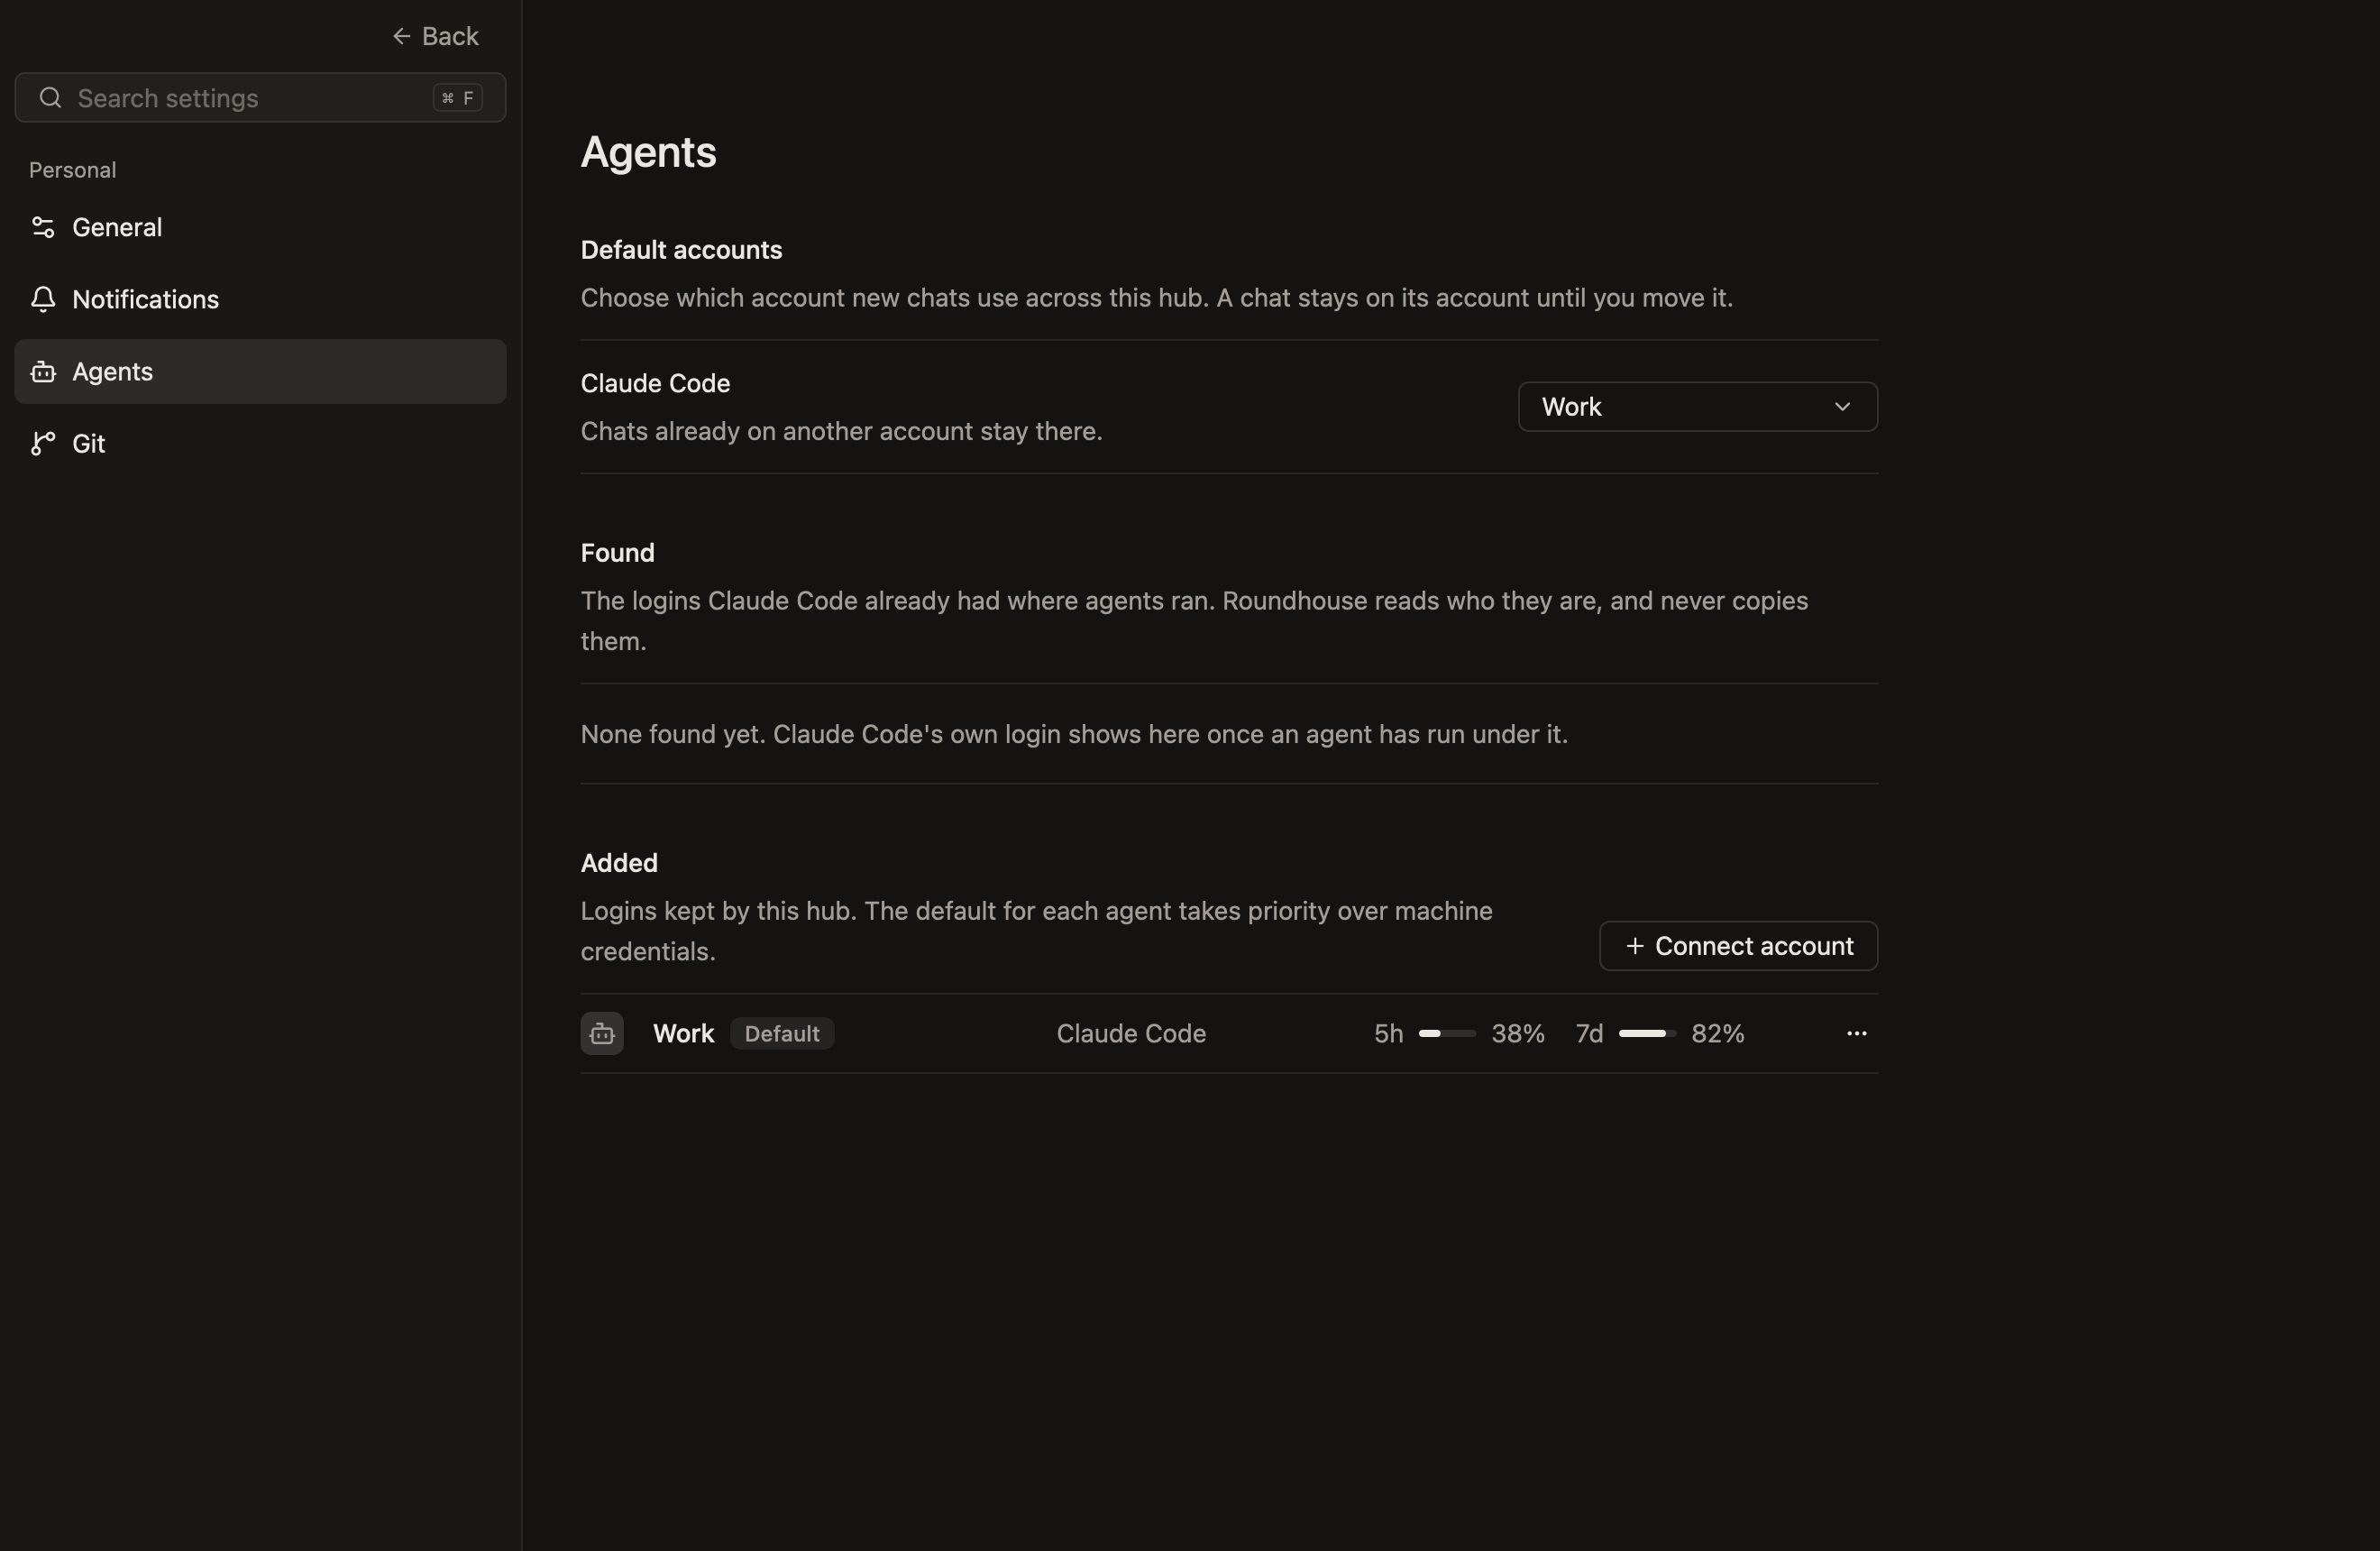 Back
Search settings
⌘ F
Personal
General
Notifications
Agents
Git
Agents
Default accounts
Choose which account new chats use across this hub. A chat stays on its account until you move it.
Claude Code
Work
Chats already on another account stay there.
Found
The logins Claude Code already had where agents ran. Roundhouse reads who they are, and never copies
them.
None found yet. Claude Code's own login shows here once an agent has run under it.
Added
Logins kept by this hub. The default for each agent takes priority over machine
credentials.
Connect account
Work Default Claude Code 5h 38% 7d 82%